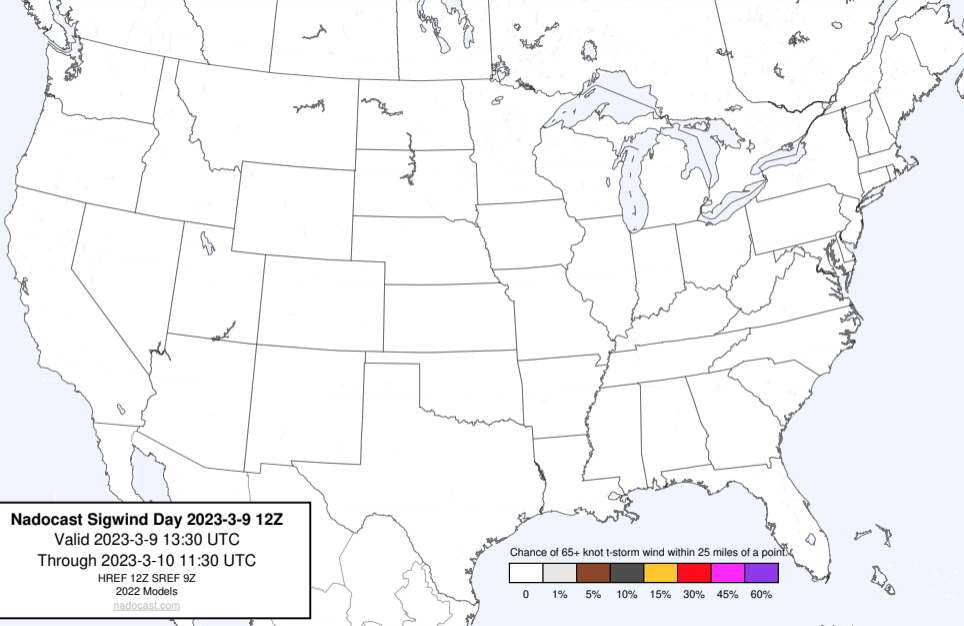 Nadocast Sigwind Day 2023-3-9 12Z
Valid 2023-3-9 13:30 UTC
Through 2023-3-10 11:30 UTC
HREF 12Z SREF 9Z
2022 Models
nadocast.com
Chance of 65+ knot t-storm wind within 25 miles of a point.
0 1% 5% 10% 15% 30% 45% 60%